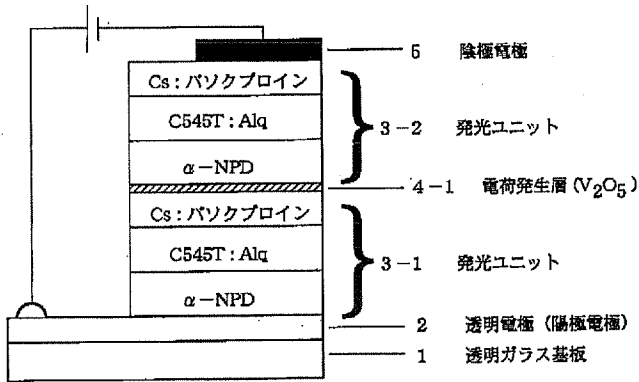 5 陰極電極
Cs：バソクプロイン
C545T：Alq
3－2 発光ユニット
α－NPD
4－1 電荷発生層 (V2O5)
Cs：バソクプロイン
C545T：Alq
3－1 発光ユニット
α－NPD
2 透明電極 (陽極電極)
1 透明ガラス基板